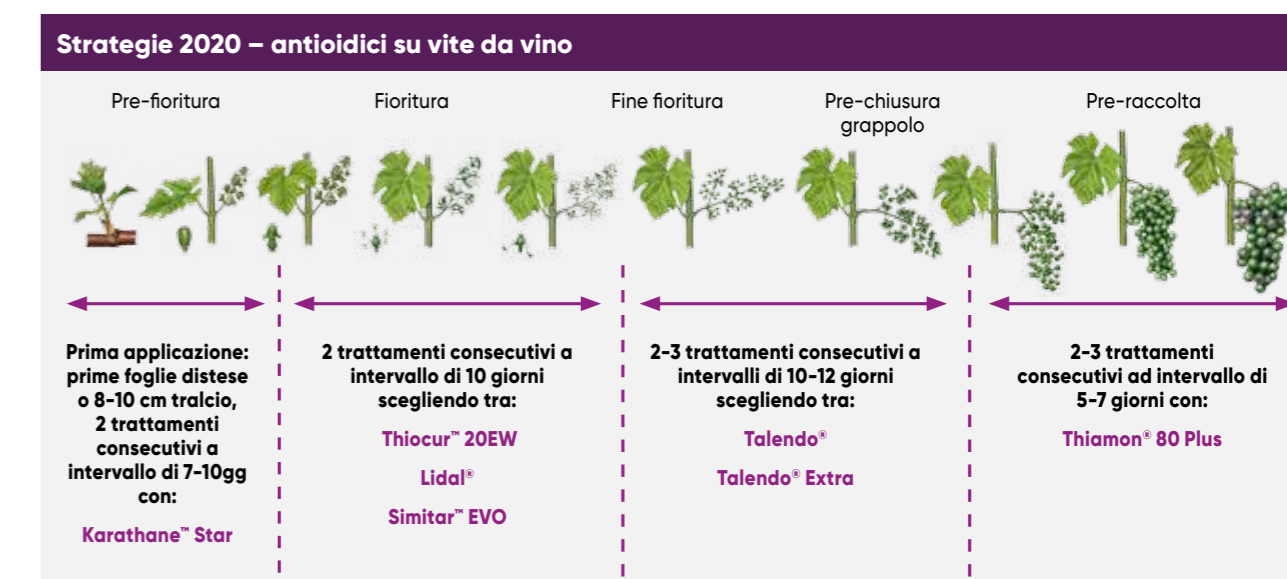 Strategie 2020 – antioidici su vite da vino
Pre-fioritura
Fioritura
Fine fioritura
Pre-chiusura
grappolo
Pre-raccolta
Prima applicazione:
prime foglie distese
o 8-10 cm tralcio,
2 trattamenti
consecutivi a
intervallo di 7-10gg
con:
Karathane™ Star
2 trattamenti consecutivi a
intervallo di 10 giorni
scegliendo tra:
Thiocur™ 20EW
Lidal®
Simitar™ EVO
2-3 trattamenti consecutivi a
intervalli di 10-12 giorni
scegliendo tra:
Talendo®
Talendo® Extra
2-3 trattamenti
consecutivi ad intervallo di
5-7 giorni con:
Thiamon® 80 Plus